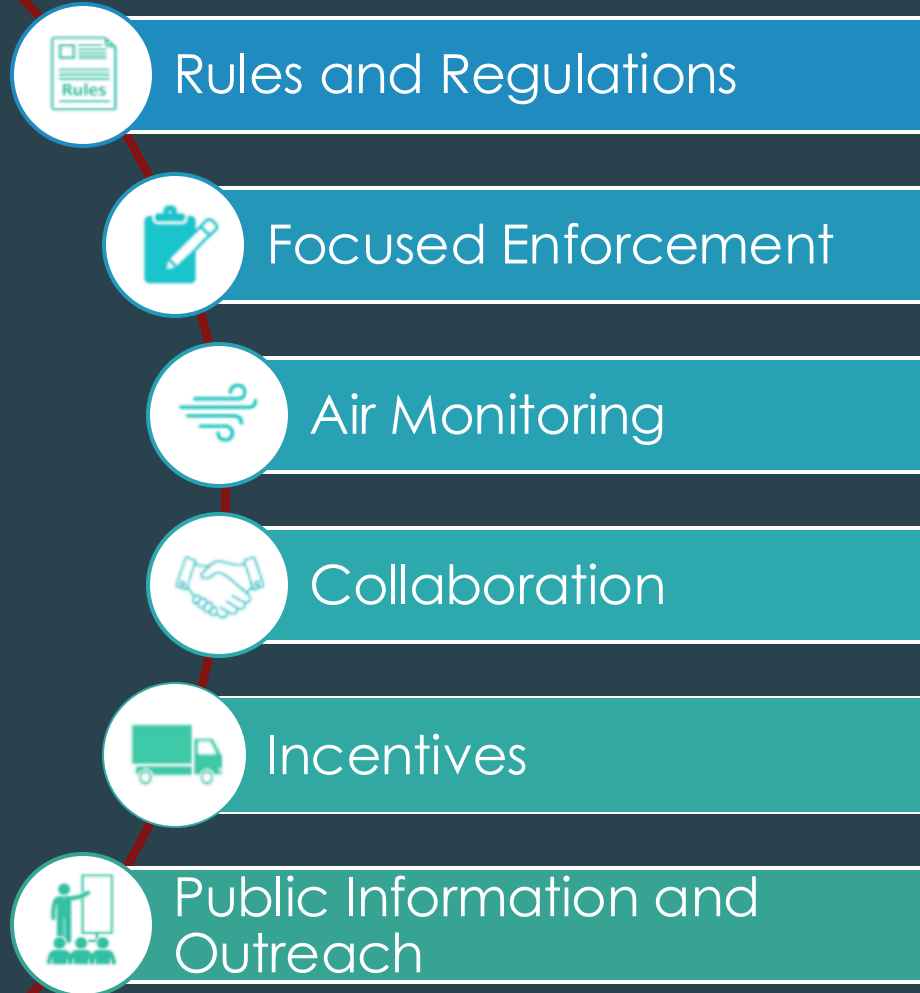 Rules
Rules and Regulations
Focused Enforcement
Air Monitoring
Collaboration
Incentives
Public Information and
Outreach